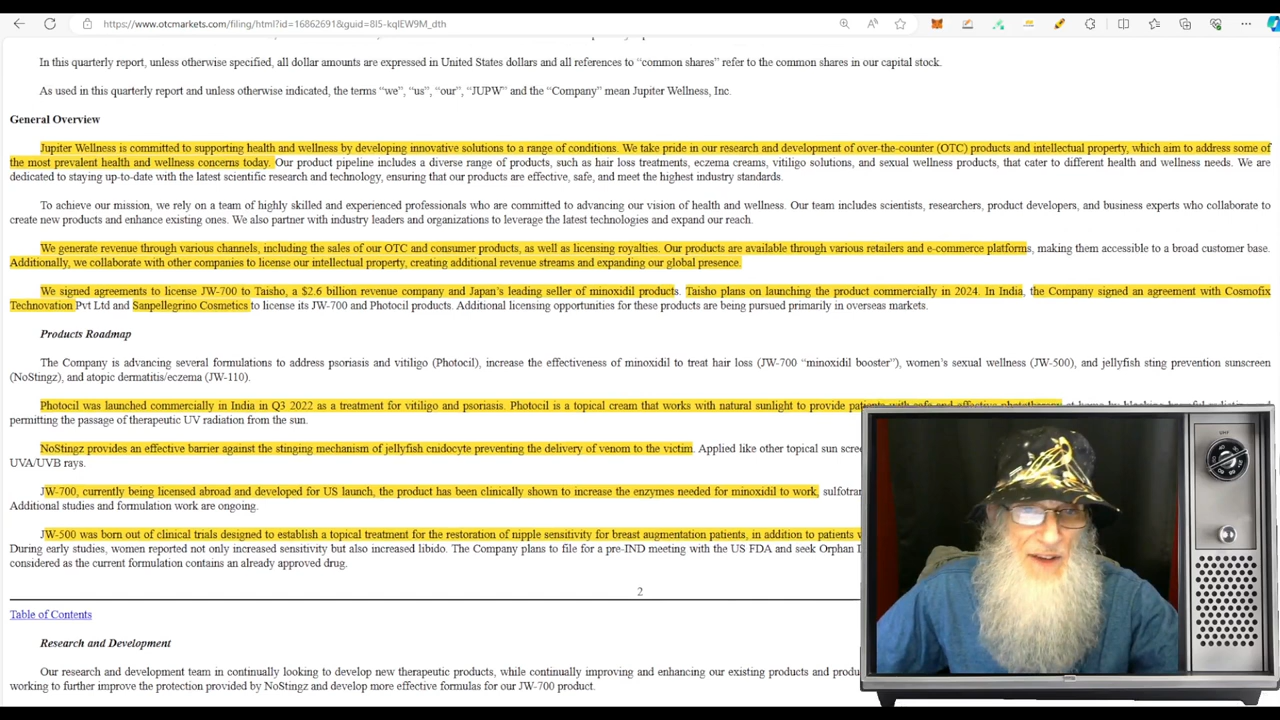 https://www.otcmarkets.com/filing/html?id=16862691&guid=8I5-kqlEW9M_dth
In this quarterly report, unless otherwise specified, all dollar amounts are expressed in United States dollars and all references to “common shares” refer to the common shares in our capital stock.
As used in this quarterly report and unless otherwise indicated, the terms “we”, “us”, “our”, “JUPW” and the “Company” mean Jupiter Wellness, Inc.
General Overview
Jupiter Wellness is committed to supporting health and wellness by developing innovative solutions to a range of conditions. We take pride in our research and development of over-the-counter (OTC) products and intellectual property, which aim to address some of
the most prevalent health and wellness concerns today. Our product pipeline includes a diverse range of products, such as hair loss treatments, eczema creams, vitiligo solutions, and sexual wellness products, that cater to different health and wellness needs. We
are dedicated to staying up-to-date with the latest scientific research and technology, ensuring that our products are effective, safe, and meet the highest industry standards.
To achieve our mission, we rely on a team of highly skilled and experienced professionals who are committed to advancing our vision of health and wellness. Our team includes scientists, researchers, product developers, and business experts who collaborate to
create new products and enhance existing ones. We also partner with industry leaders and organizations to leverage the latest technologies and expand our reach.
We generate revenue through various channels, including the sales of our OTC and consumer products, as well as licensing royalties. Our products are available through various retailers and e-commerce platforms, making them accessible to a broad customer base.
Additionally, we collaborate with other companies to license our intellectual property, creating additional revenue streams and expanding our global presence.
We signed agreements to license JW-700 to Taisho, a $2.6 billion revenue company and Japan’s leading seller of minoxidil products. Taisho plans on launching the product commercially in 2024. In India, the Company signed an agreement with Cosmofix
Technovation Pvt Ltd and Sanpellegrino Cosmetics to license its JW-700 and Photocil products. Additional licensing opportunities for these products are being pursued primarily in overseas markets.
Products Roadmap
The Company is advancing several formulations to address psoriasis and vitiligo (Photocil), increase the effectiveness of minoxidil to treat hair loss (JW-700 “minoxidil booster”), women’s sexual wellness (JW-500), and jellyfish sting prevention sunscreen
(NoStingz), and atopic dermatitis/eczema (JW-110).
Photocil was launched commercially in India in Q3 2022 as a treatment for vitiligo and psoriasis. Photocil is a topical cream that works with natural sunlight to provide patients with safe and effective phototherapy at home by blocking harmful radiation
permitting the passage of therapeutic UV radiation from the sun.
NoStingz provides an effective barrier against the stinging mechanism of jellyfish cnidocyte preventing the delivery of venom to the victim. Applied like other topical sun
UVA/UVB rays.
JW-700, currently being licensed abroad and developed for US launch, the product has been clinically shown to increase the enzymes needed for minoxidil to work,
Additional studies and formulation work are ongoing.
JW-500 was born out of clinical trials designed to establish a topical treatment for the restoration of nipple sensitivity for breast augmentation patients, in addition to patients
During early studies, women reported not only increased sensitivity but also increased libido. The Company plans to file for a pre-IND meeting with the US FDA and seek Orphan
considered as the current formulation contains an already approved drug.
2
Table of Contents
Research and Development
Our research and development team in continually looking to develop new therapeutic products, while continually improving and enhancing our existing products and
working to further improve the protection provided by NoStingz and develop more effective formulas for our JW-700 product.
UHF